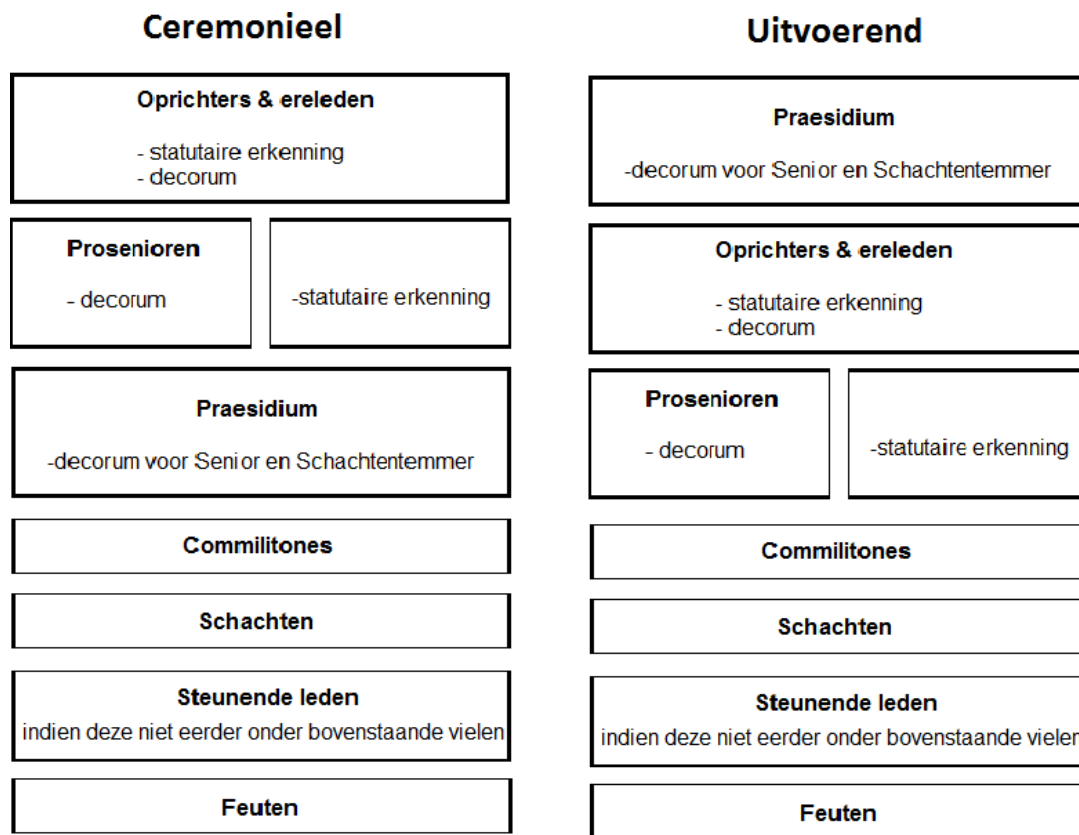 Ceremonieel
Oprichters & ereleden
- statutaire erkenning
- decorum
Prosenioren
- decorum
-statutaire erkenning
Praesidium
-decorum voor Senior en Schachtentemmer
Commilitones
Schachten
Steunende leden
indien deze niet eerder onder bovenstaande vielen
Feuten
Uitvoerend
Praesidium
-decorum voor Senior en Schachtentemmer
Oprichters & ereleden
- statutaire erkenning
- decorum
Prosenioren
- decorum
-statutaire erkenning
Commilitones
Schachten
Steunende leden
indien deze niet eerder onder bovenstaande vielen
Feuten